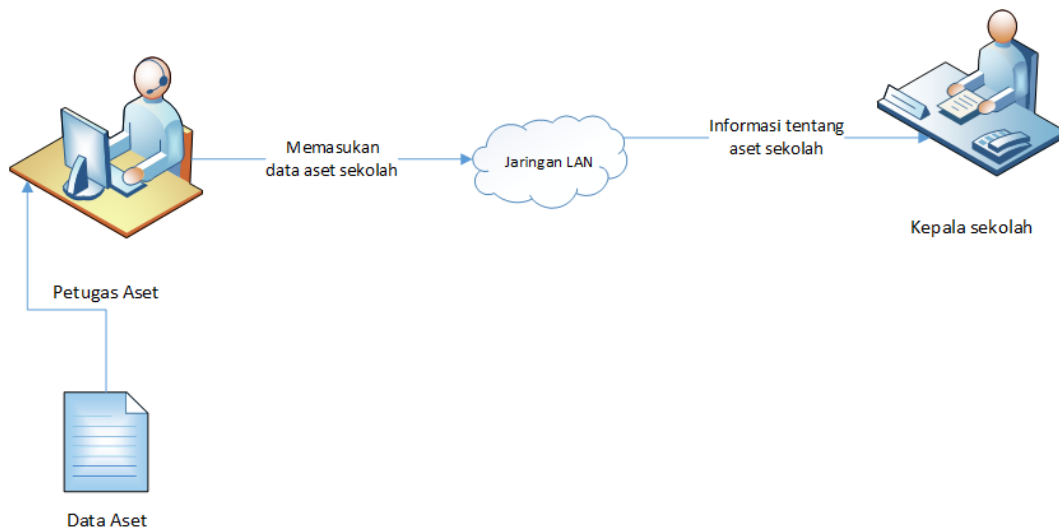 Memasukan
data aset sekolah
Jaringan LAN
Informasi tentang
aset sekolah
Kepala sekolah
Petugas Aset
Data Aset